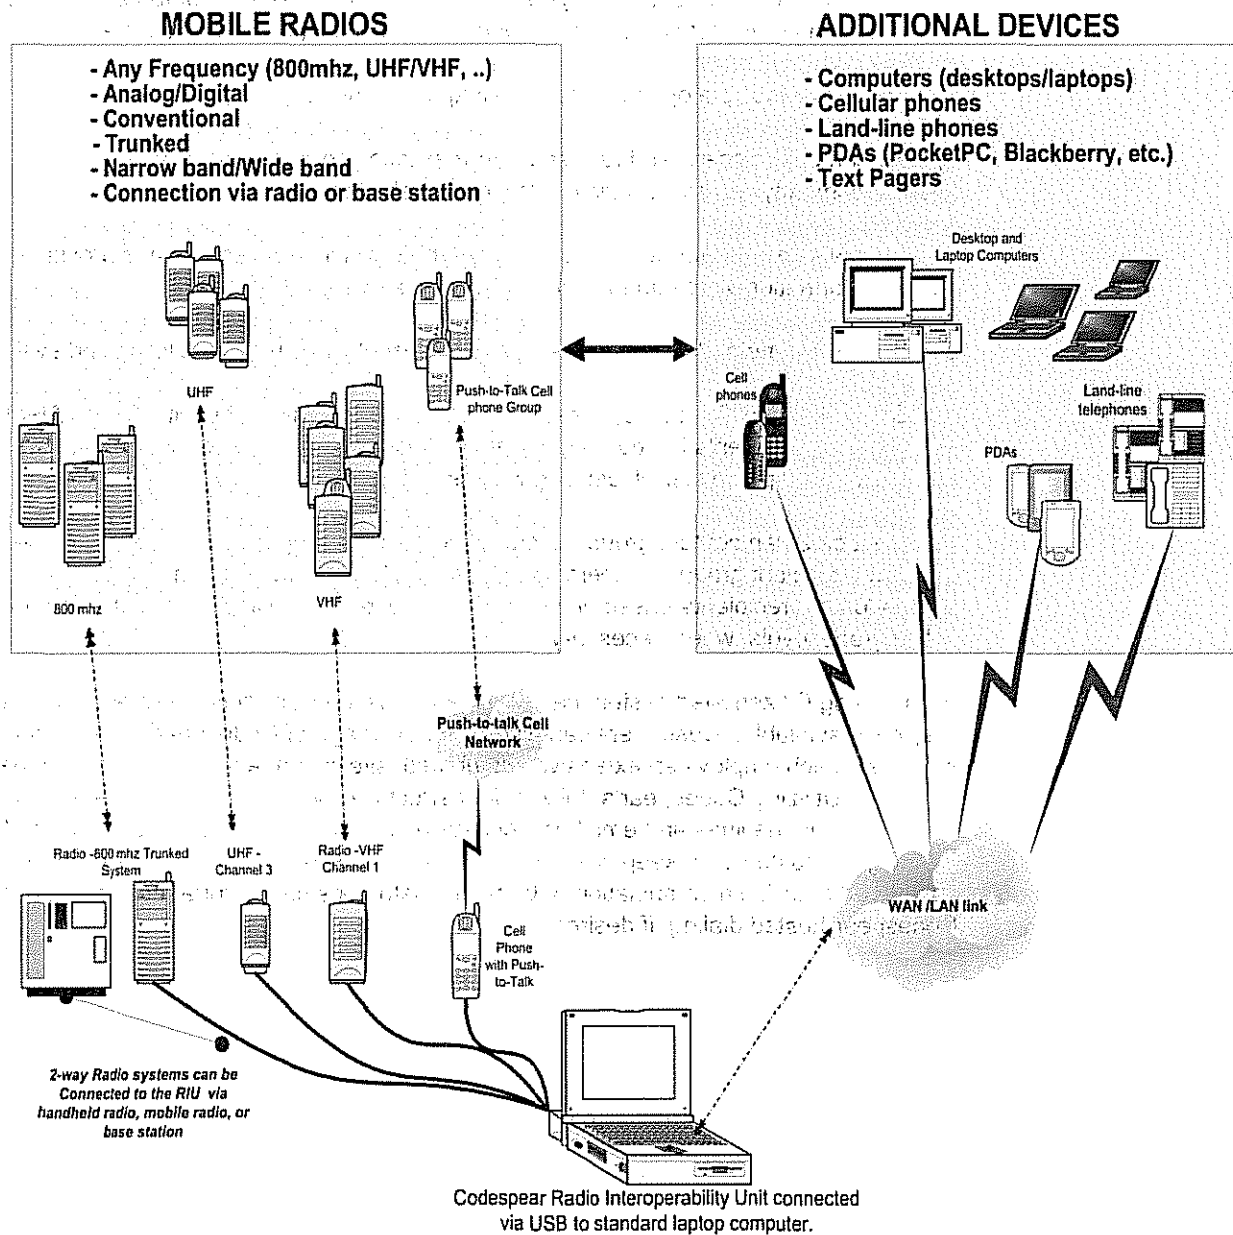 MOBILE RADIOS
- Any Frequency (800mhz, UHF/VHF, ..)
- Analog/Digital
- Conventional
- Trunked
- Narrow band/Wide band
- Connection via radio or base station
UHF
Push-to-Talk Cell
phone Group
800 mhz
VHF
ADDITIONAL DEVICES
- Computers (desktops/laptops)
- Cellular phones
- Land-line phones
- PDAs (PocketPC, Blackberry, etc.)
- Text Pagers
Desktop and
Laptop Computers
Cell
phones
Land-line
telephones
PDAs
Push-to-talk Cell
Network
Radio -800 mhz Trunked
System
UHF -
Channel 3
Radio -VHF
Channel 1
Cell
Phone
with Push-
to-Talk
WAN /LAN link
2-way Radio systems can be
Connected to the RIU via
handheld radio, mobile radio, or
base station
Codespear Radio Interoperability Unit connected
via USB to standard laptop computer.